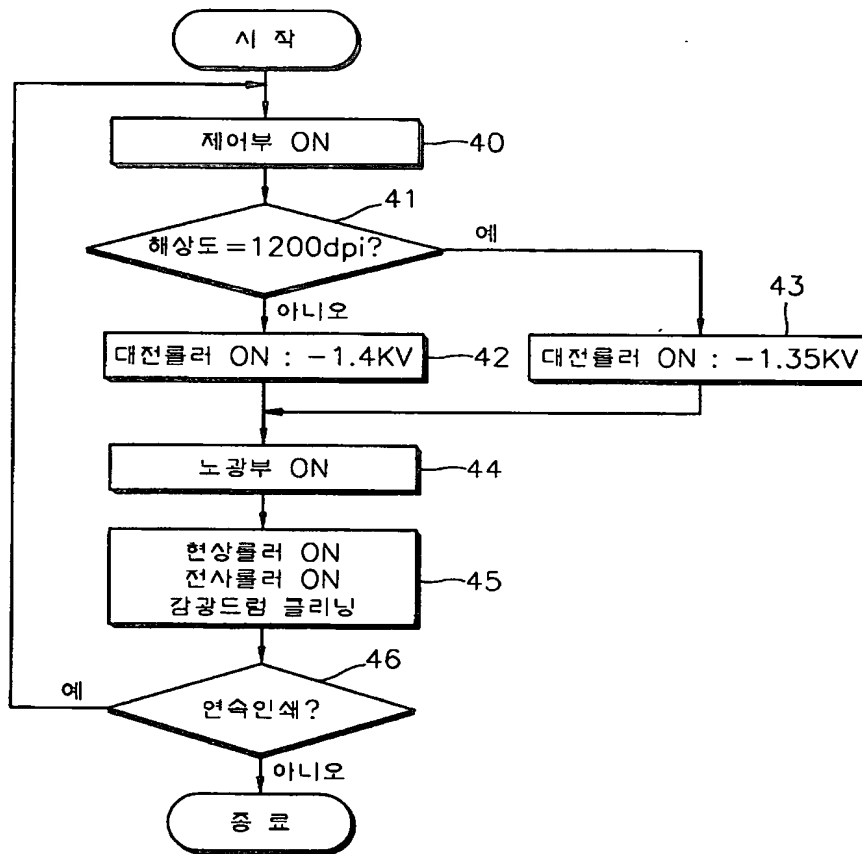 시 작
제어부 ON
40
41
해상도=1200dpi?
예
아니오
43
대전롤러 ON : -1.4KV
42
대전롤러 ON : -1.35KV
노광부 ON
44
현상롤러 ON
전사롤러 ON
감광드럼 클리닝
45
46
예
연속인쇄?
아니오
종 료